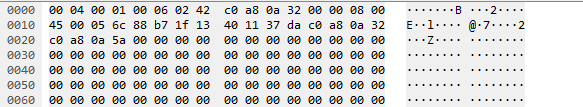 0000 00 04 00 01 00 06 02 42 c0 a8 0a 32 00 00 08 00 ·······B ···2····
0010 45 00 05 6c 88 b7 1f 13 40 11 37 da c0 a8 0a 32 E··l···· @·7····2
0020 c0 a8 0a 5a 00 00 00 00 00 00 00 00 00 00 00 00 ···Z···· ········
0030 00 00 00 00 00 00 00 00 00 00 00 00 00 00 00 00 ········ ········
0040 00 00 00 00 00 00 00 00 00 00 00 00 00 00 00 00 ········ ········
0050 00 00 00 00 00 00 00 00 00 00 00 00 00 00 00 00 ········ ········
0060 00 00 00 00 00 00 00 00 00 00 00 00 00 00 00 00 ········ ········